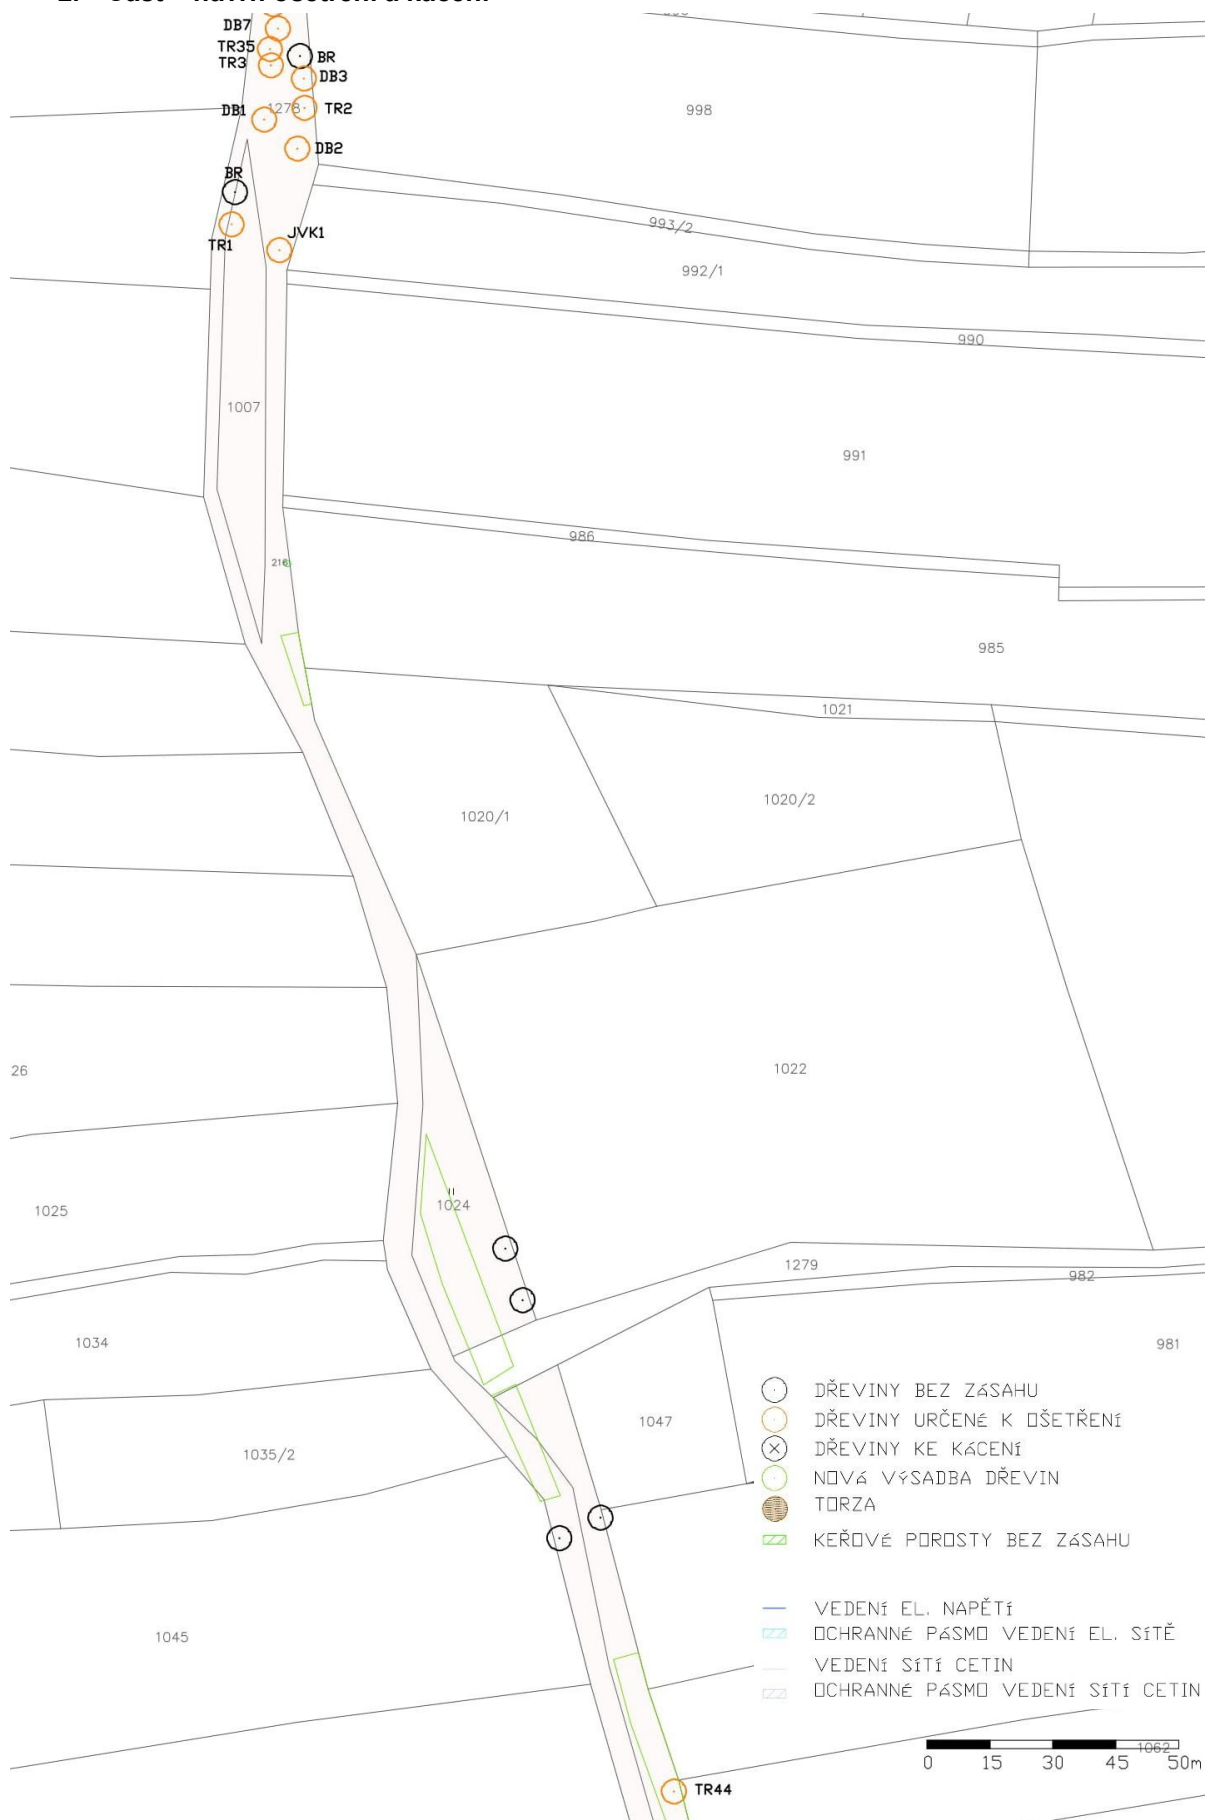 DB7
TR35
BR
TR3
DB3
998
1278
TR2
DB1
DB2
BR
993/2
JVK1
TR1
992/1
990
1007
991
986
216
985
1021
1020/2
1020/1
26
1022
1024
1025
1279
982
1034
981
1047
1035/2
DŘEVINY BEZ ZÁSAHU
DŘEVINY URČENÉ K OŠETŘENÍ
DŘEVINY KE KÁCENÍ
NOVÁ VÝSADBA DŘEVIN
TORZA
KEŘOVÉ POROSTY BEZ ZÁSAHU
VEDENÍ EL. NAPĚTÍ
OCHRANNÉ PÁSMO VEDENÍ EL. SÍTĚ
VEDENÍ SÍTÍ CETIN
OCHRANNÉ PÁSMO VEDENÍ SÍTÍ CETIN
1045
1062
0 15 30 45 50m
TR44